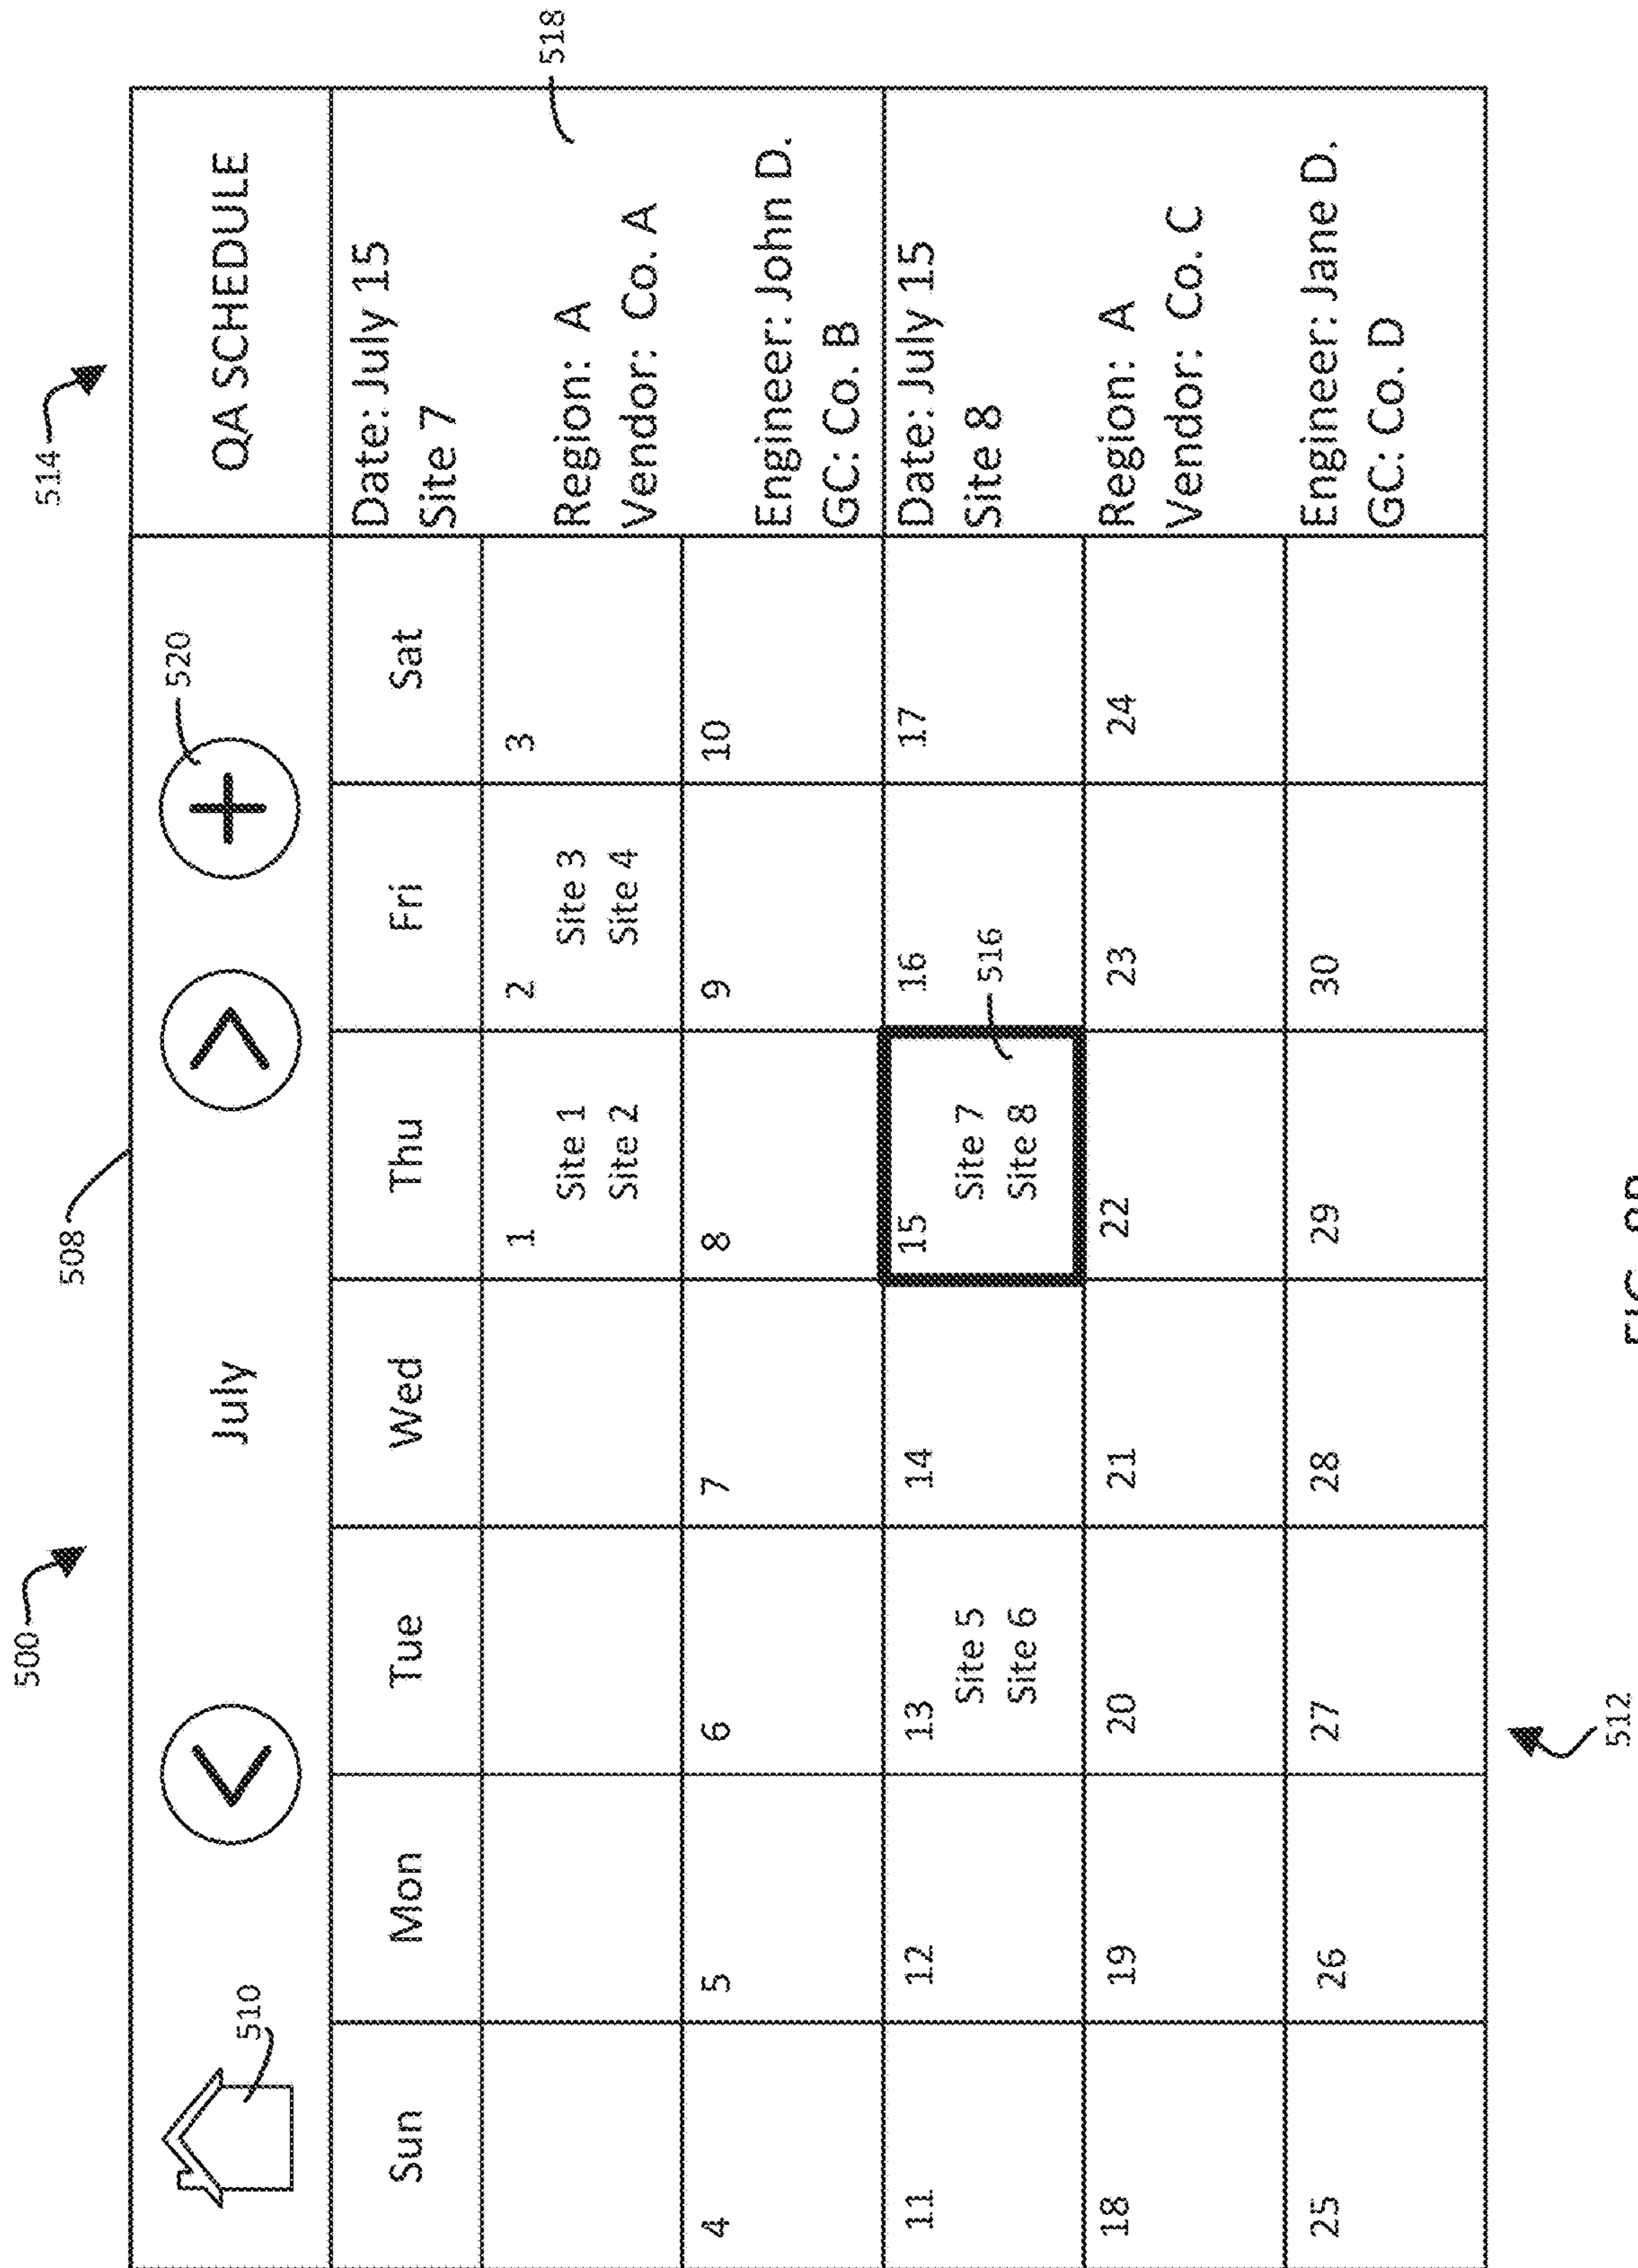 500
514
508
July
520
QA SCHEDULE
510
Sun Mon Tue Wed Thu Fri Sat
1 2 3
Site 1 Site 3
Site 2 Site 4
4 5 6 7 8 9 10
11 12 13 14 15 16 17
Site 5 Site 7
Site 6 Site 8
516
18 19 20 21 22 23 24
25 26 27 28 29 30
Date: July 15
Site 7
518
Region: A
Vendor: Co. A
Engineer: John D.
GC: Co. B
Date: July 15
Site 8
Region: A
Vendor: Co. C
Engineer: Jane D.
GC: Co. D
512